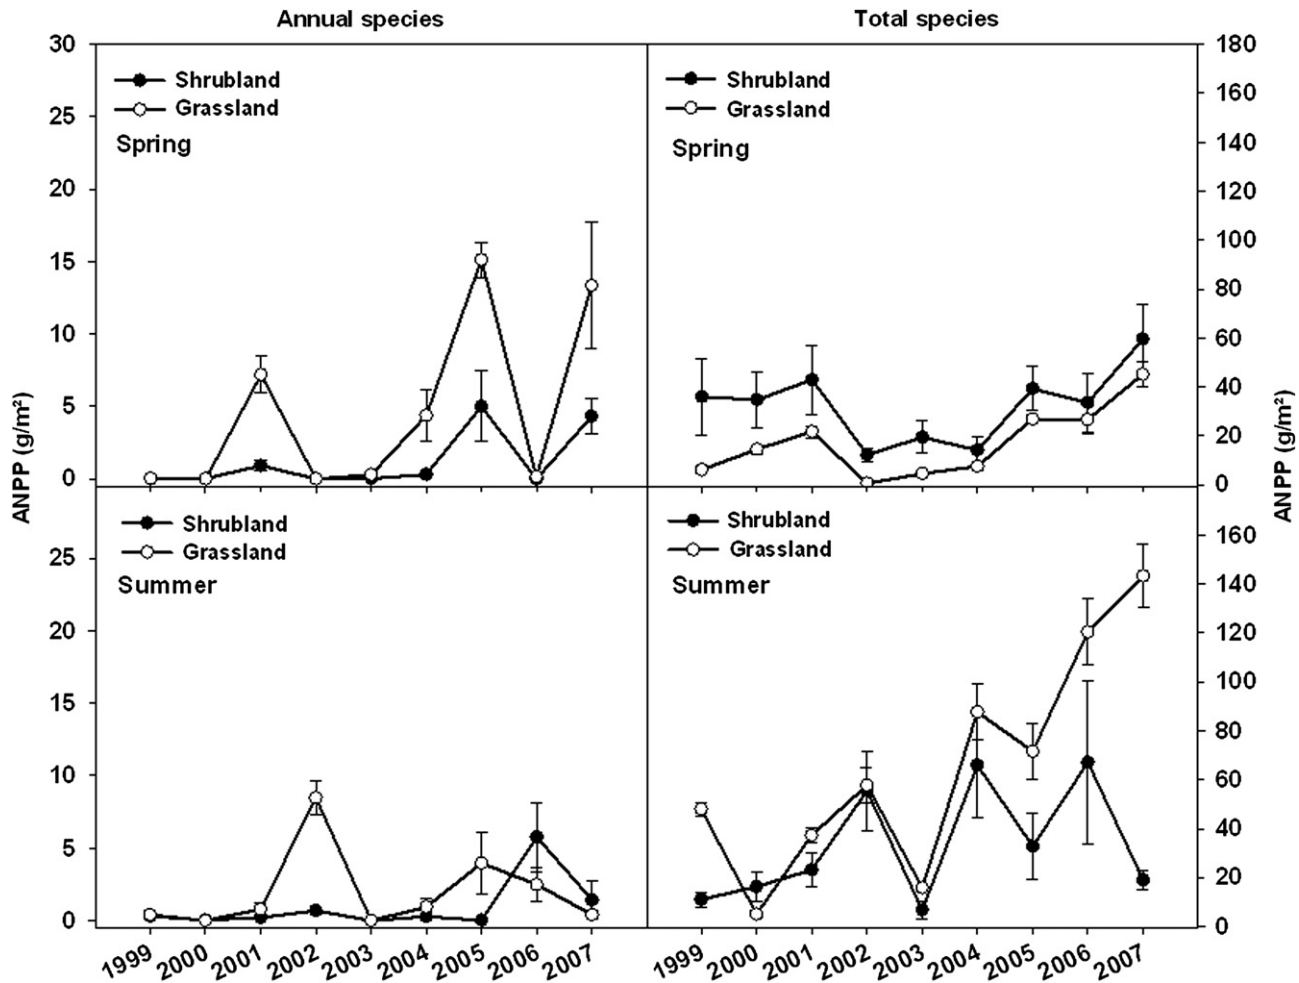 Annual species
Total species
30
25
20
15
10
5
0
Shrubland
Grassland
Spring
Shrubland
Grassland
Spring
180
160
140
120
100
80
60
40
20
0
ANPP (g/m²)
ANPP (g/m²)
25
20
15
10
5
0
Shrubland
Grassland
Summer
Shrubland
Grassland
Summer
160
140
120
100
80
60
40
20
0
1999 2000 2001 2002 2003 2004 2005 2006 2007
1999 2000 2001 2002 2003 2004 2005 2006 2007